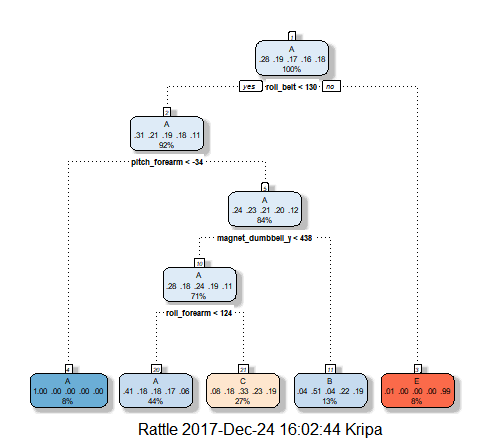 1
A
.28 .19 .17 .16 .18
100%
yes roll_belt < 130 no
2
A
.31 .21 .19 .18 .11
92%
pitch_forearm < -34
5
A
.24 .23 .21 .20 .12
84%
magnet_dumbbell_y < 438
10
A
.28 .18 .24 .19 .11
71%
roll_forearm < 124
4
A
1.00 .00 .00 .00 .00
8%
20
A
.41 .18 .18 .17 .06
44%
21
C
.08 .18 .33 .23 .19
27%
11
B
.04 .51 .04 .22 .19
13%
3
E
.01 .00 .00 .00 .99
8%
Rattle 2017-Dec-24 16:02:44 Kripa